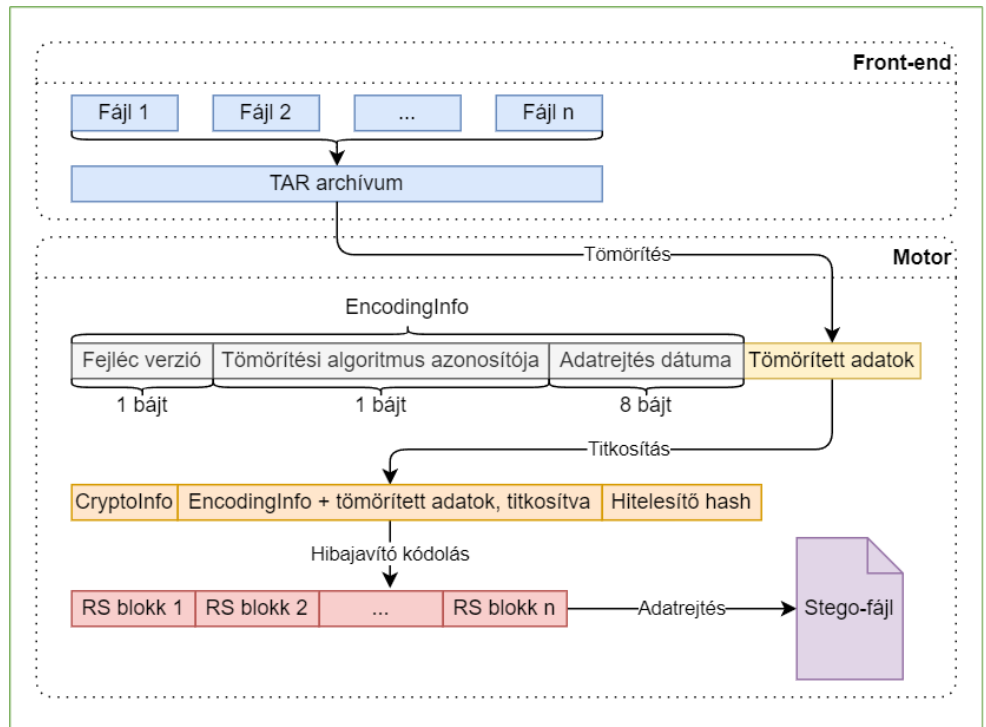 Front-end
Fájl 1
Fájl 2
...
Fájl n
TAR archívum
Motor
Tömörítés
EncodingInfo
Fejléc verzió
Tömörítési algoritmus azonosítója
Adatrejtés dátuma
Tömörített adatok
1 bájt
1 bájt
8 bájt
Titkosítás
CryptoInfo
EncodingInfo + tömörített adatok, titkosítva
Hitelesítő hash
Hibajavító kódolás
RS blokk 1
RS blokk 2
...
RS blokk n
Adatrejtés
Stego-fájl